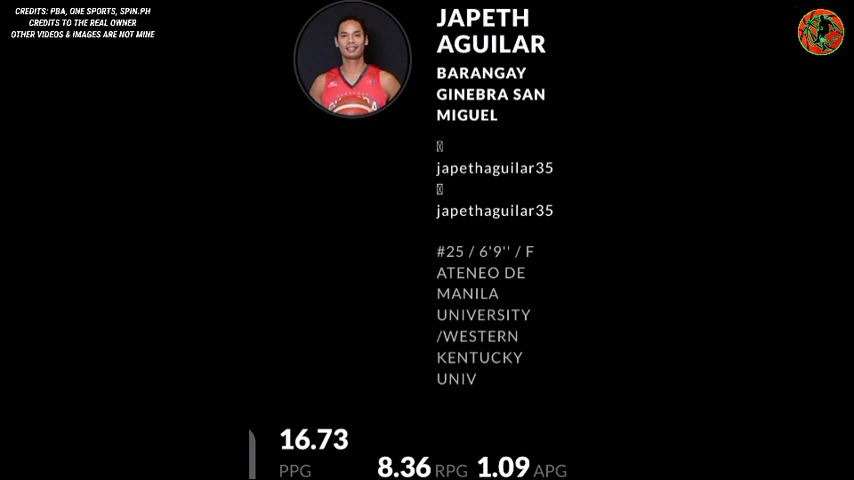 CREDITS: PBA, ONE SPORTS, SPIN.PH
CREDITS TO THE REAL OWNER
OTHER VIDEOS & IMAGES ARE NOT MINE
JAPETH
AGUILAR
BARANGAY
GINEBRA SAN
MIGUEL
japethaguilar35
japethaguilar35
#25 / 6'9'' / F
ATENEO DE
MANILA
UNIVERSITY
/WESTERN
KENTUCKY
UNIV
16.73
PPG
8.36 RPG 1.09 APG